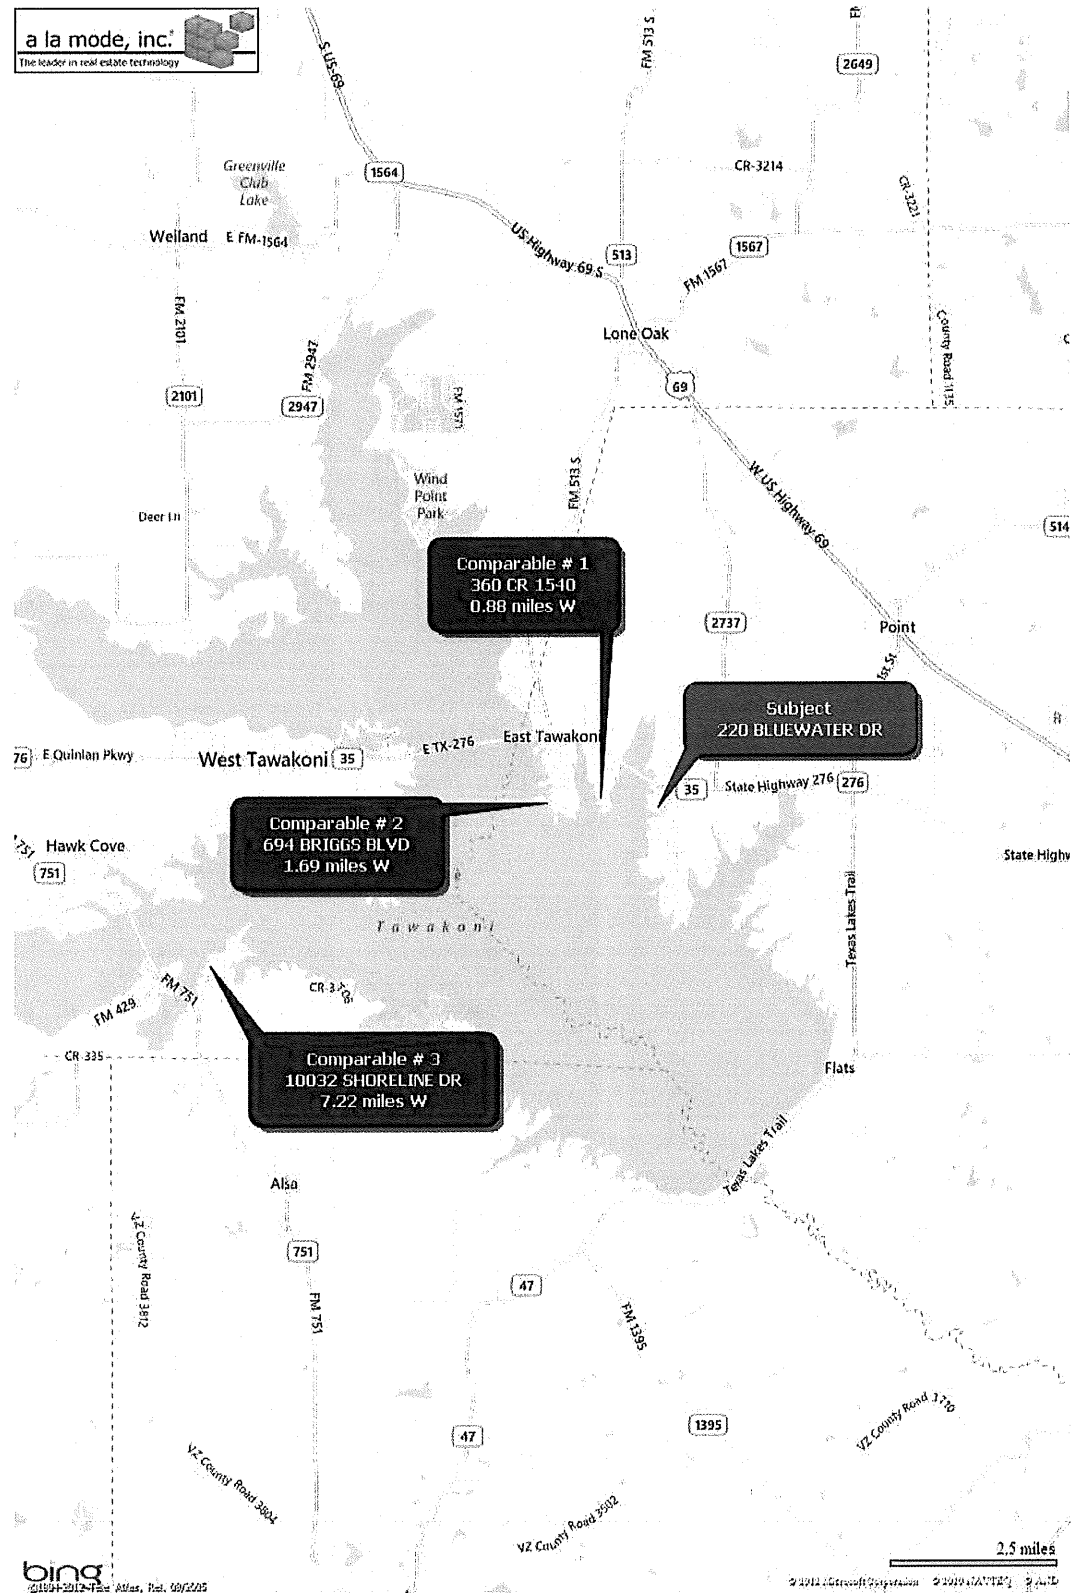 a la mode, inc.
The leader in real estate technology
S US-69
FM 513 S
2649
Greenville
Club
Lake
1564
CR-3214
CR-3221
Weiland
E FM-1564
US Highway 69 S
513
1567
FM 1567
FM 2101
Lone Oak
County Road 1135
FM 2947
2101
2947
69
Wind
Point
Park
FM 513 S
W US Highway 69
Deer Ln
514
Comparable # 1
360 CR 1540
0.88 miles W
2737
Point
1st St
Subject
220 BLUEWATER DR
76
E Quinlan Pkwy
West Tawakoni
35
E TX-276
East Tawakoni
35
State Highway 276
276
Comparable # 2
694 BRIGGS BLVD
1.69 miles W
751
Hawk Cove
751
State Highw
Tawakoni
Texas Lakes Trail
FM 429
FM 751
CR-335
Comparable # 3
10032 SHORELINE DR
7.22 miles W
Flats
Texas Lakes Trail
Alsa
VZ County Road 3812
751
FM 751
47
FM 1395
47
1395
VZ County Road 3710
VZ County Road 3804
VZ County Road 3502
bing
2.5 miles